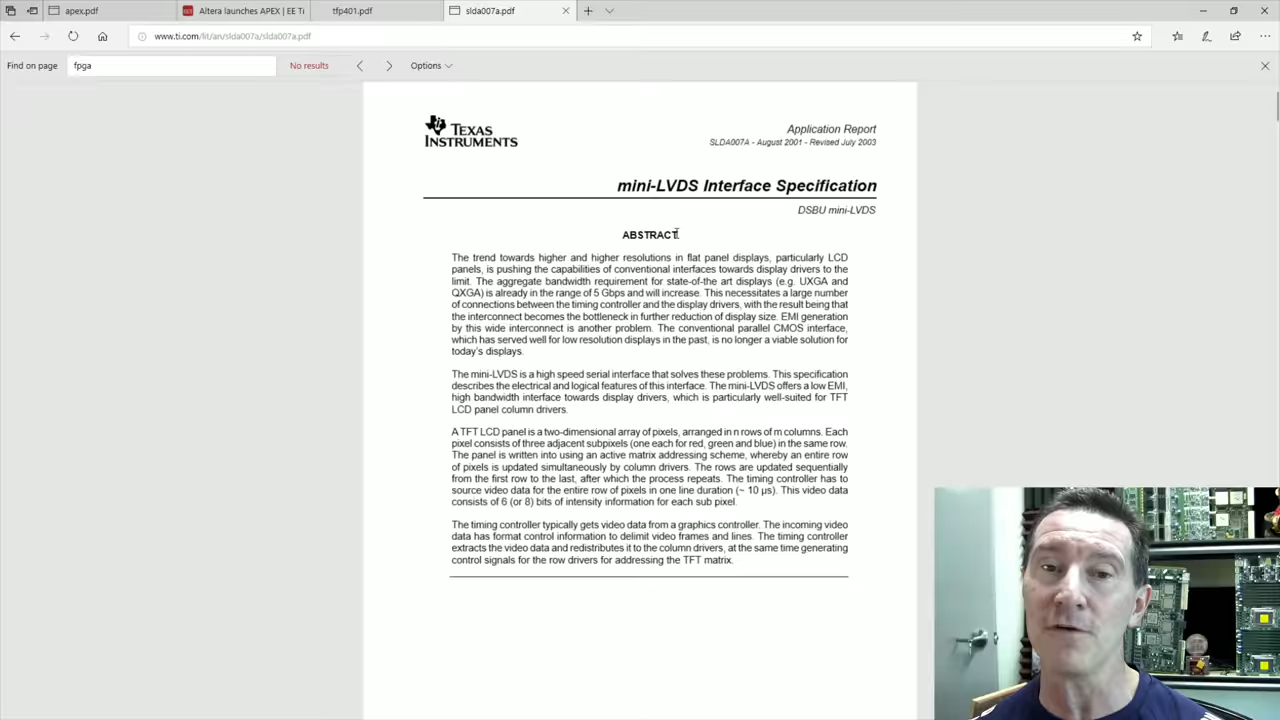 apex.pdf
Altera launches APEX | EE Ti
tfp401.pdf
slda007a.pdf
www.ti.com/lit/an/slda007a/slda007a.pdf
Find on page
fpga
No results
Options
TEXAS
INSTRUMENTS
Application Report
SLDA007A - August 2001 - Revised July 2003
mini-LVDS Interface Specification
DSBU mini-LVDS
ABSTRACT
The trend towards higher and higher resolutions in flat panel displays, particularly LCD
panels, is pushing the capabilities of conventional interfaces towards display drivers to the
limit. The aggregate bandwidth requirement for state-of-the art displays (e.g. UXGA and
QXGA) is already in the range of 5 Gbps and will increase. This necessitates a large number
of connections between the timing controller and the display drivers, with the result being that
the interconnect becomes the bottleneck in further reduction of display size. EMI generation
by this wide interconnect is another problem. The conventional parallel CMOS interface,
which has served well for low resolution displays in the past, is no longer a viable solution for
today's displays.
The mini-LVDS is a high speed serial interface that solves these problems. This specification
describes the electrical and logical features of this interface. The mini-LVDS offers a low EMI,
high bandwidth interface towards display drivers, which is particularly well-suited for TFT
LCD panel column drivers.
A TFT LCD panel is a two-dimensional array of pixels, arranged in n rows of m columns. Each
pixel consists of three adjacent subpixels (one each for red, green and blue) in the same row.
The panel is written into using an active matrix addressing scheme, whereby an entire row
of pixels is updated simultaneously by column drivers. The rows are updated sequentially
from the first row to the last, after which the process repeats. The timing controller has to
source video data for the entire row of pixels in one line duration (~ 10 µs). This video data
consists of 6 (or 8) bits of intensity information for each sub pixel.
The timing controller typically gets video data from a graphics controller. The incoming video
data has format control information to delimit video frames and lines. The timing controller
extracts the video data and redistributes it to the column drivers, at the same time generating
control signals for the row drivers for addressing the TFT matrix.